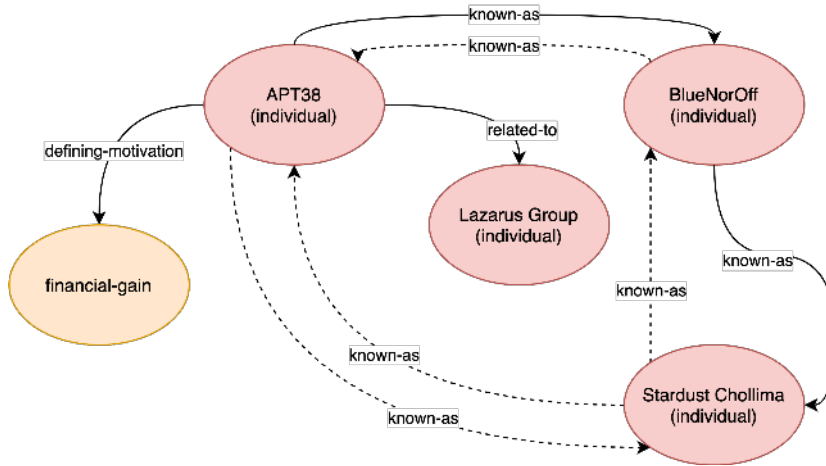 known-as
known-as
APT38
(individual)
BlueNorOff
(individual)
related-to
defining-motivation
Lazarus Group
(individual)
known-as
financial-gain
known-as
known-as
Stardust Chollima
(individual)
known-as